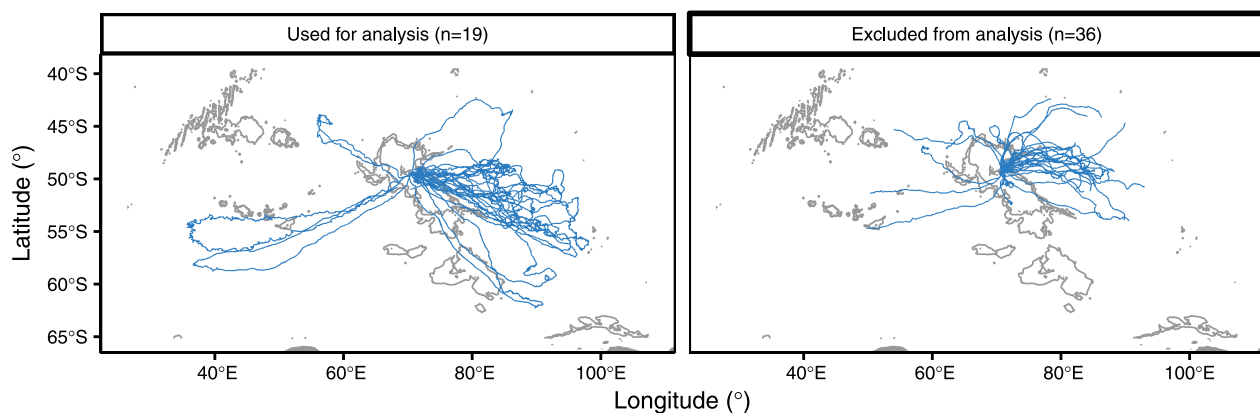 Used for analysis (n=19)
Excluded from analysis (n=36)
40°S
45°S
50°S
55°S
60°S
65°S
Latitude (°)
40°E 60°E 80°E 100°E
40°E 60°E 80°E 100°E
Longitude (°)